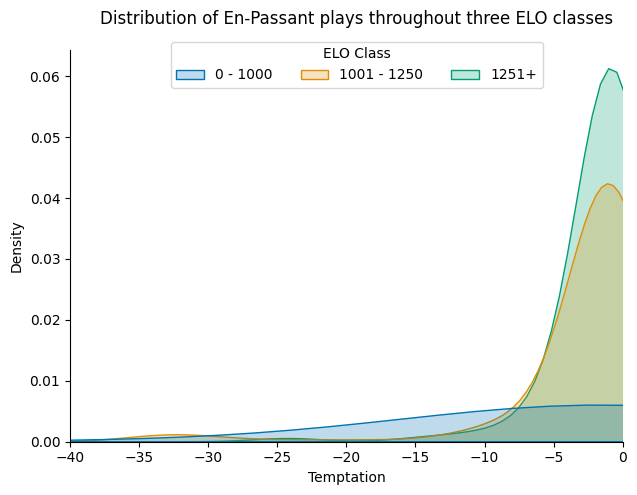 Distribution of En-Passant plays throughout three ELO classes
ELO Class
0 - 1000 1001 - 1250 1251+
Density
0.06
0.05
0.04
0.03
0.02
0.01
0.00
−40 −35 −30 −25 −20 −15 −10 −5 0
Temptation